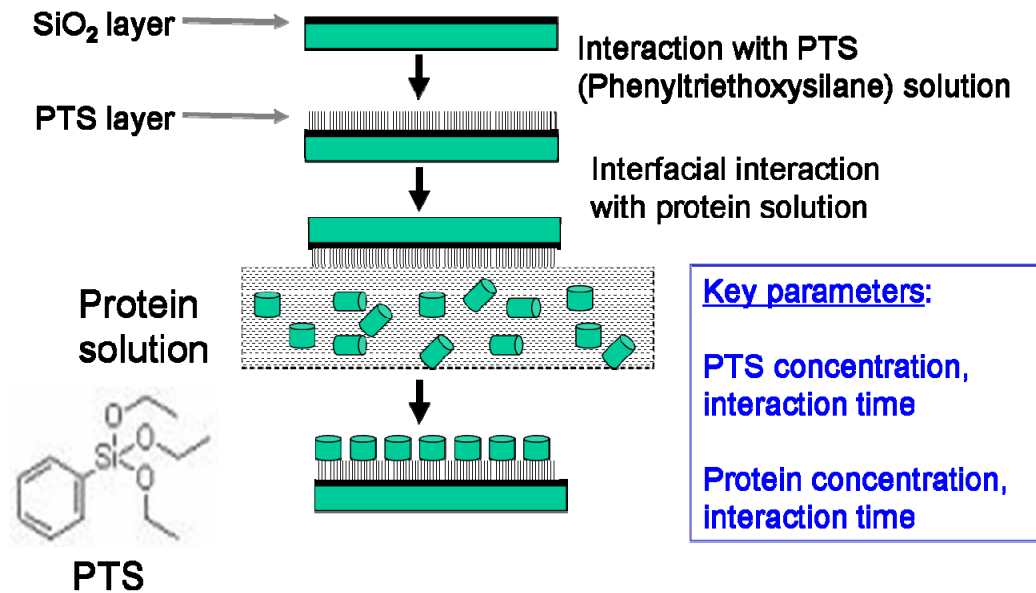 SiO₂ layer
Interaction with PTS
(Phenyltriethoxysilane) solution
PTS layer
Interfacial interaction
with protein solution
Protein
solution
Key parameters:
PTS concentration,
interaction time
Protein concentration,
interaction time
O
Si
O
O
PTS